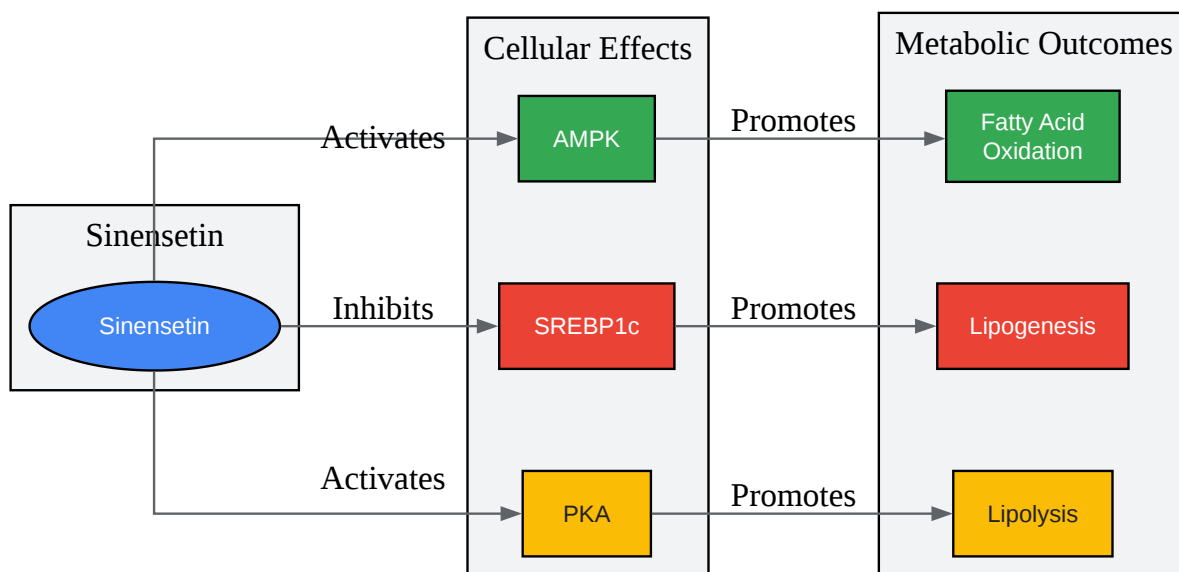 Cellular Effects
Metabolic Outcomes
Activates
AMPK
Promotes
Fatty Acid
Oxidation
Sinensetin
Sinensetin
Inhibits
SREBP1c
Promotes
Lipogenesis
Activates
PKA
Promotes
Lipolysis